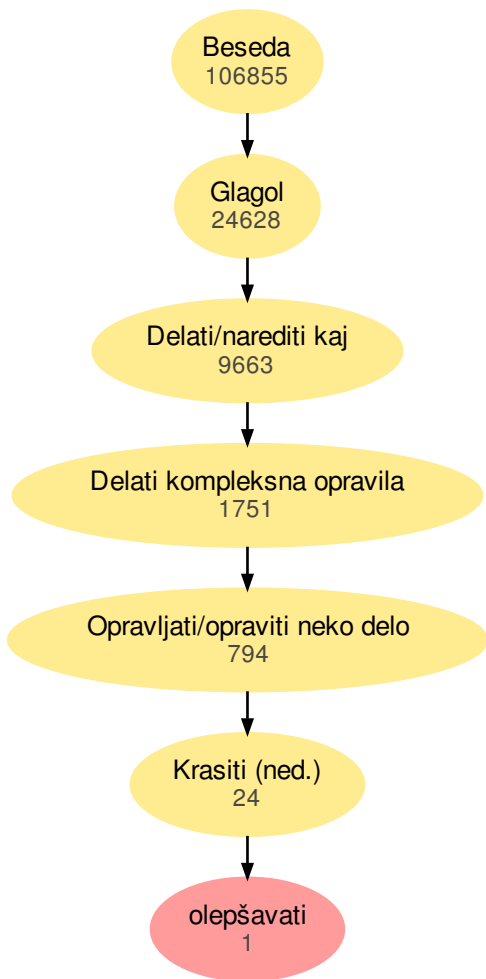 Beseda
106855
Glagol
24628
Delati/narediti kaj
9663
Delati kompleksna opravila
1751
Opravljati/opraviti neko delo
794
Krasiti (ned.)
24
olepšavati
1